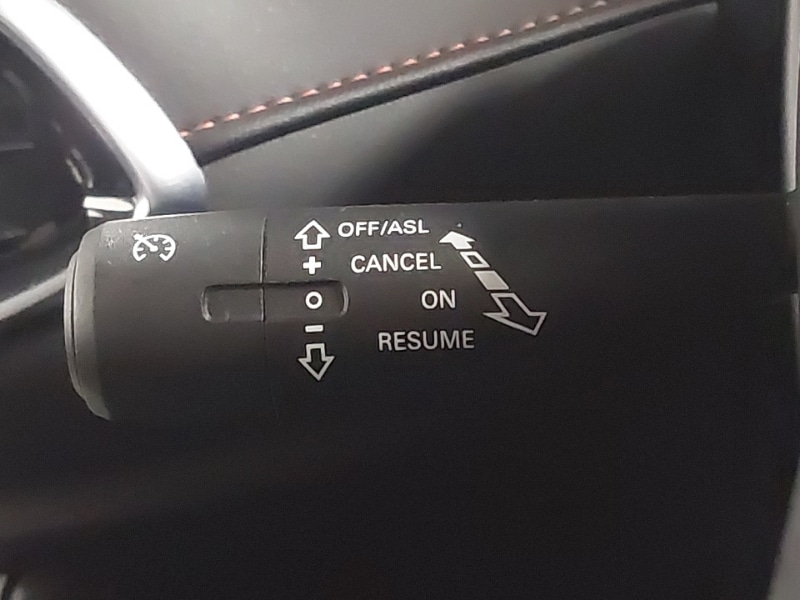 OFF/ASL
+ CANCEL
O ON
- RESUME